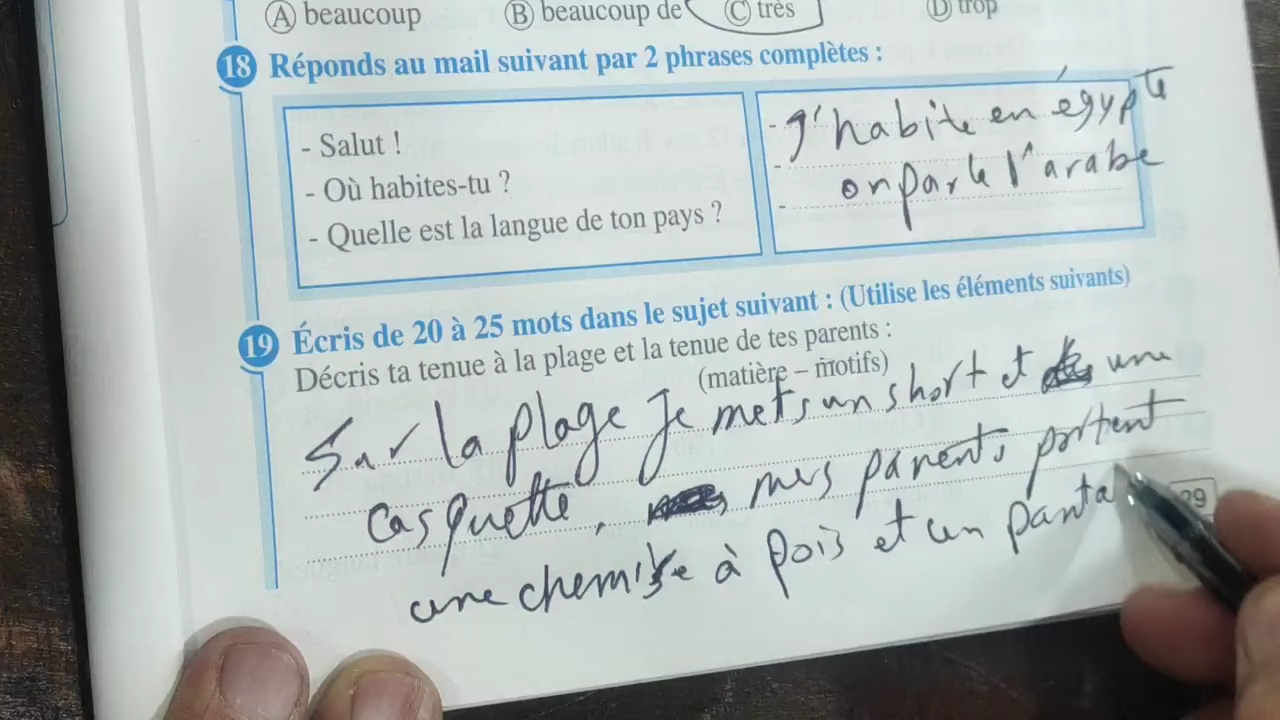 Ⓐ beaucoup Ⓑ beaucoup de Ⓒ très Ⓓ trop
18 Réponds au mail suivant par 2 phrases complètes :
- Salut !
- Où habites-tu ?
- Quelle est la langue de ton pays ?
- J'habite en égypte
- on parle l'arabe
-
19 Écris de 20 à 25 mots dans le sujet suivant : (Utilise les éléments suivants)
Décris ta tenue à la plage et la tenue de tes parents :
(matière – motifs)
Sur la plage Je mets un short et une
casquette, mes parents portent
une chemise à pois et un panta
29